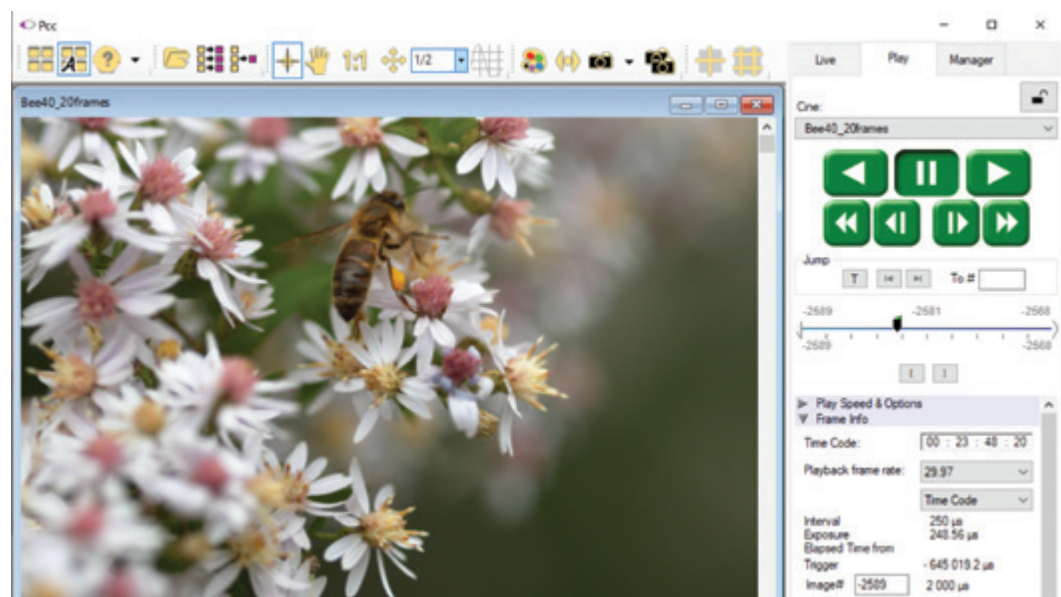 Pcc
1:1
1/2
Live Play Manager
Bee40_20frames
Cine:
Bee40_20frames
Jump
T To #
-2589 -2581 -2568
-2589 -2568
[ ]
Play Speed & Options
Frame Info
Time Code: 00 : 23 : 48 : 20
Playback frame rate: 29.97
Time Code
Interval 250 µs
Exposure 248.56 µs
Elapsed Time from
Trigger - 645 019.2 µs
Image# -2589 2 000 µs